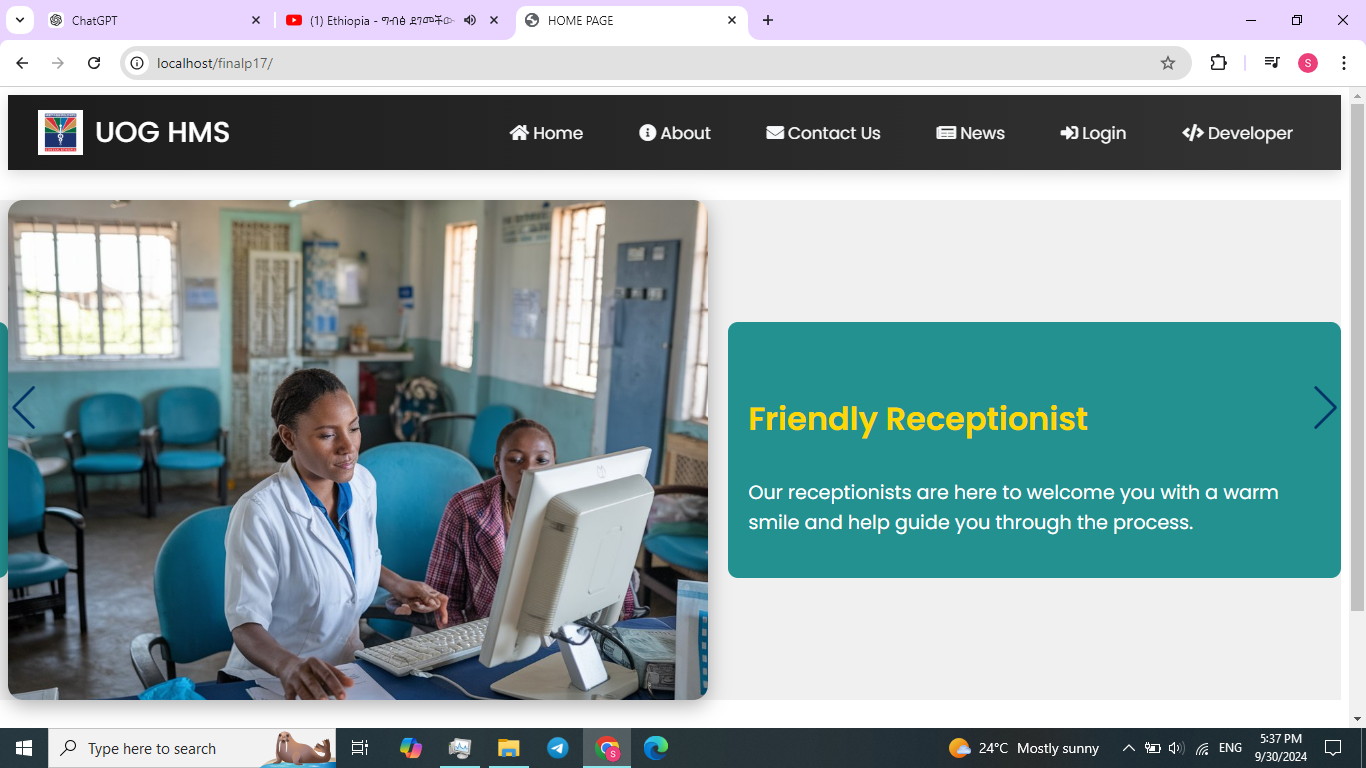 ChatGPT
(1) Ethiopia -
HOME PAGE
localhost/finalp17/
S
UOG HMS
Home
About
Contact Us
News
Login
Developer
Friendly Receptionist
Our receptionists are here to welcome you with a warm
smile and help guide you through the process.
Type here to search
S
24°C Mostly sunny
ENG
5:37 PM
9/30/2024